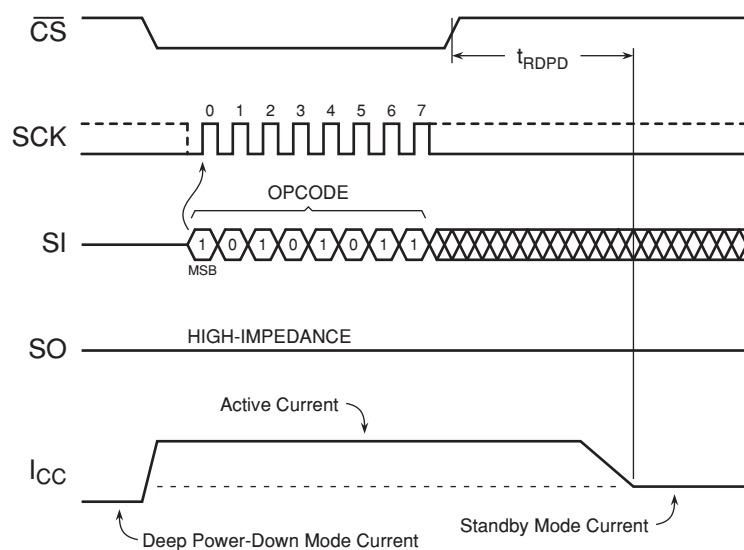 CS
tRDPD
0 1 2 3 4 5 6 7
SCK
OPCODE
SI
1 0 1 0 1 0 1 1
MSB
HIGH-IMPEDANCE
SO
Active Current
ICC
Standby Mode Current
Deep Power-Down Mode Current